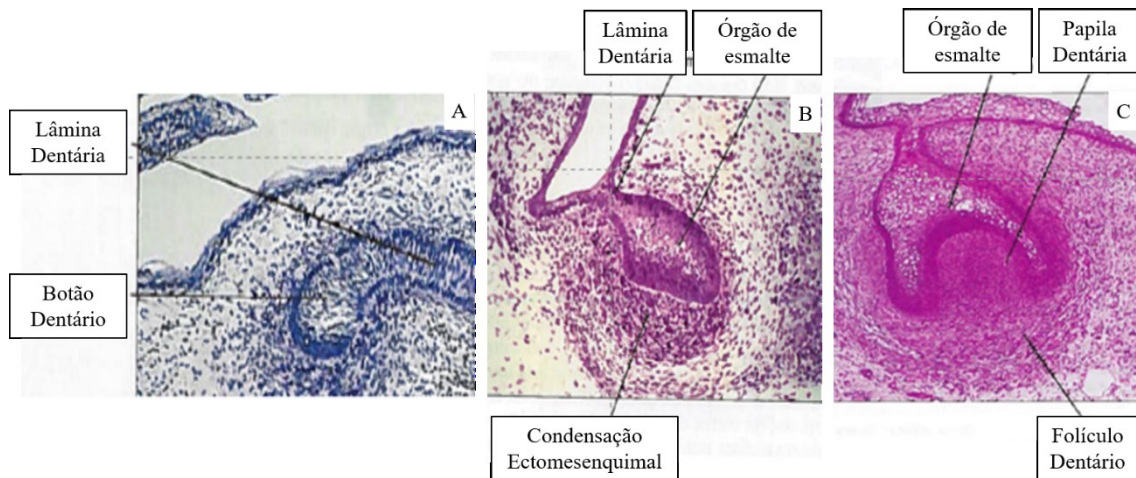 Lâmina
Dentária
Botão
Dentário
A
Lâmina
Dentária
Órgão de
esmalte
B
Condensação
Ectomesenquimal
Órgão de
esmalte
Papila
Dentária
C
Folículo
Dentário